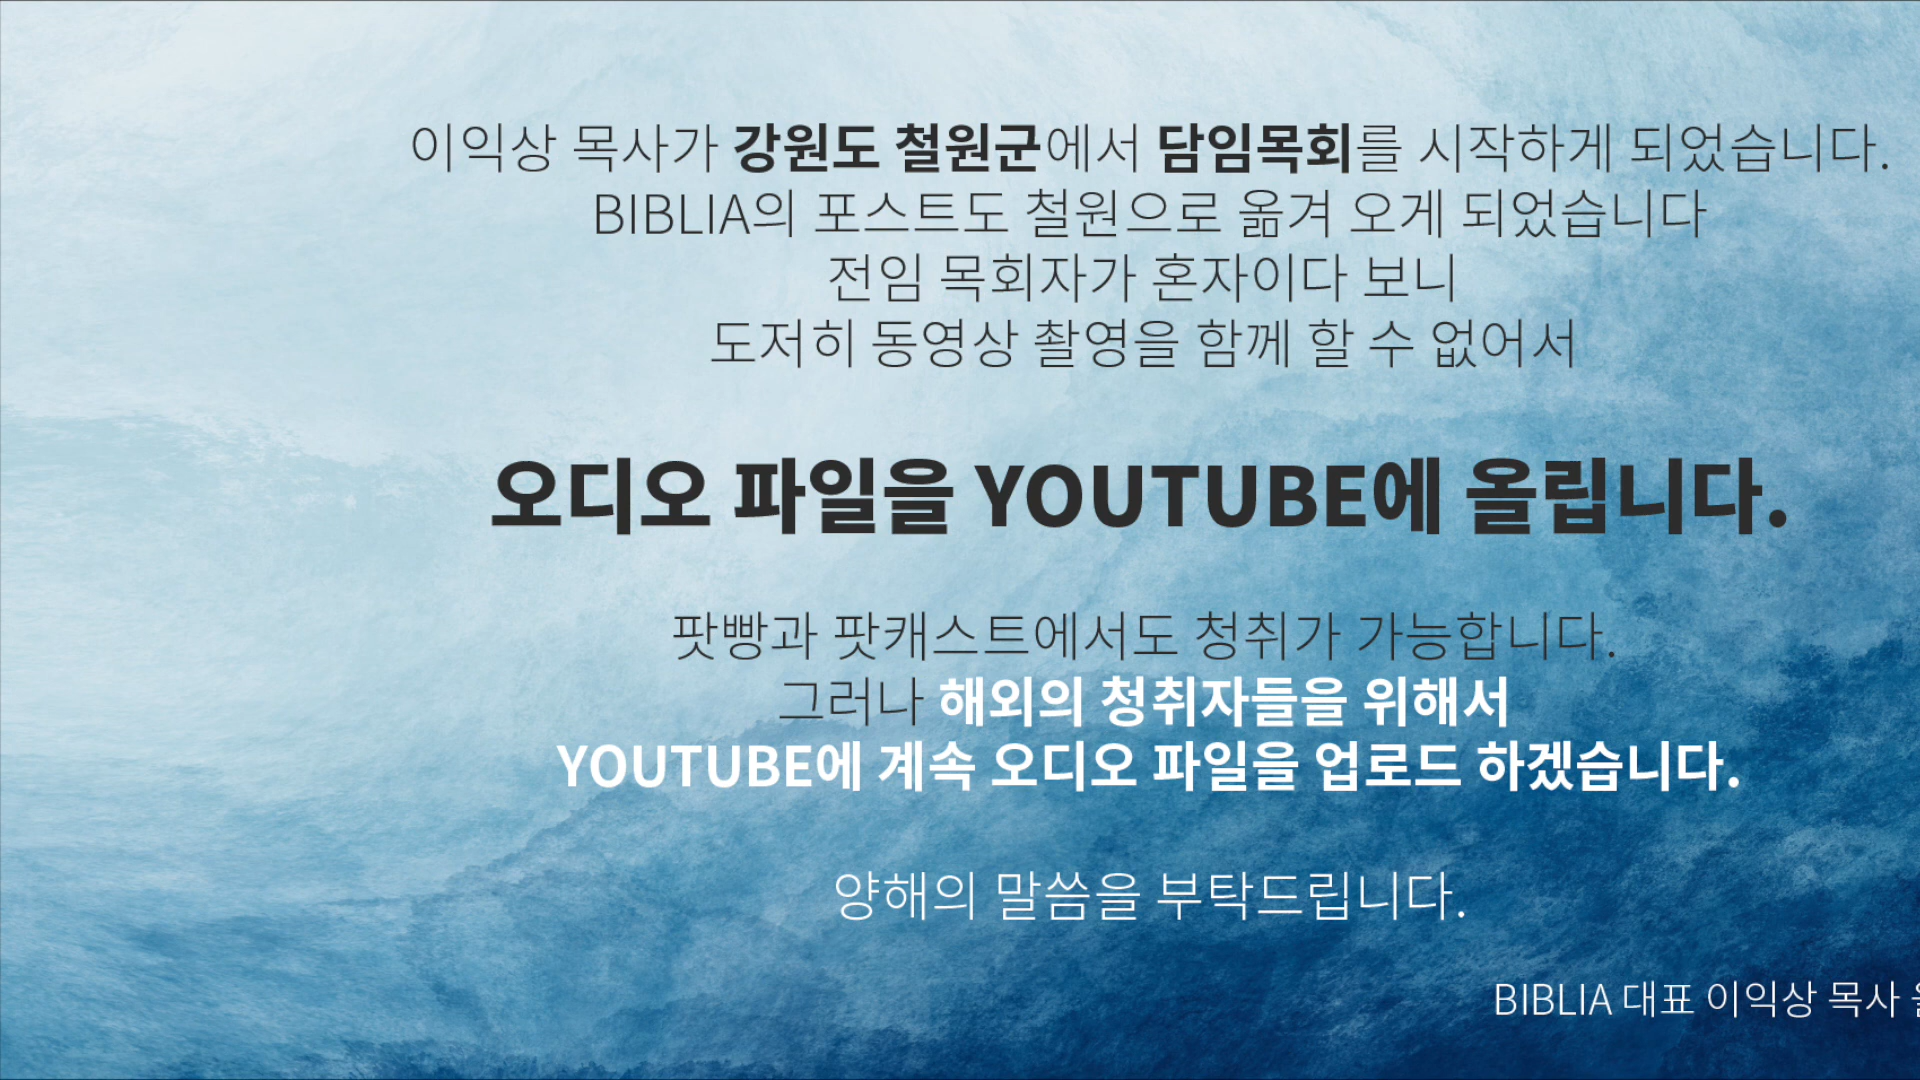 이익상 목사가 강원도 철원군에서 담임목회를 시작하게 되었습니다.
BIBLIA의 포스트도 철원으로 옮겨 오게 되었습니다
전임 목회자가 혼자이다 보니
도저히 동영상 촬영을 함께 할 수 없어서
오디오 파일을 YOUTUBE에 올립니다.
팟빵과 팟캐스트에서도 청취가 가능합니다.
그러나 해외의 청취자들을 위해서
YOUTUBE에 계속 오디오 파일을 업로드 하겠습니다.
양해의 말씀을 부탁드립니다.
BIBLIA 대표 이익상 목사